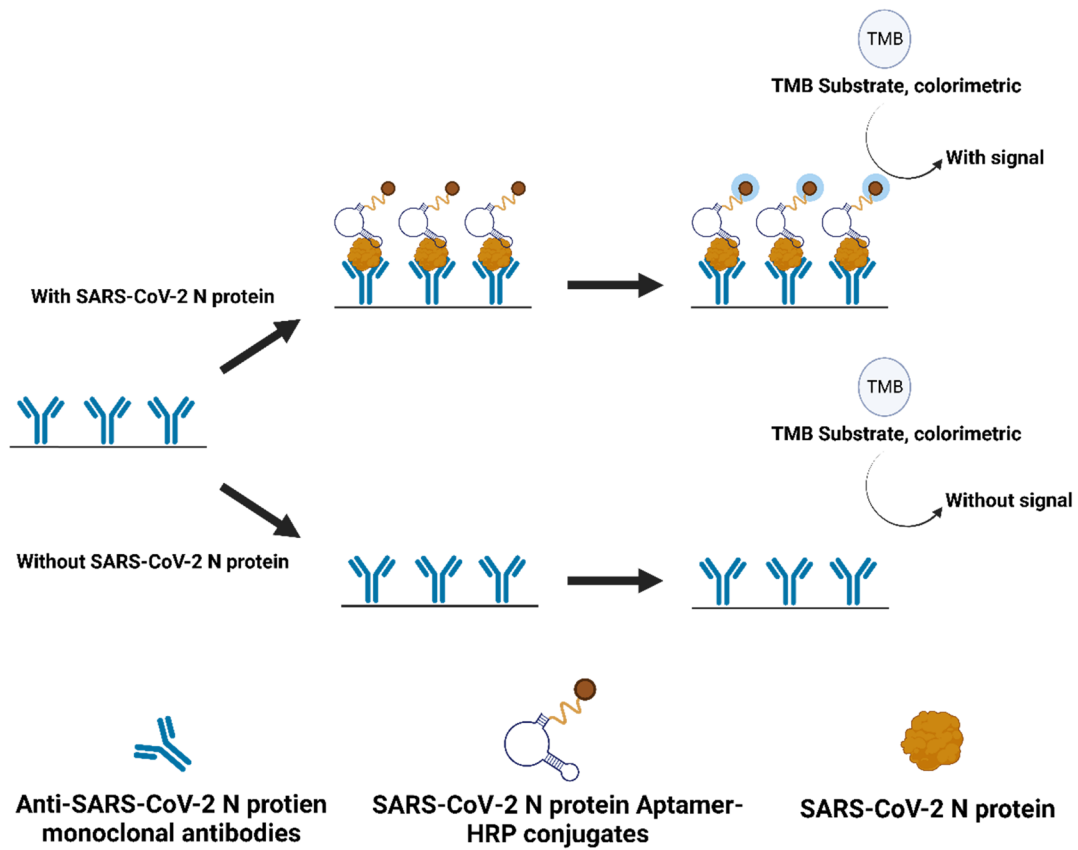 TMB
TMB Substrate, colorimetric
With signal
With SARS-CoV-2 N protein
TMB
TMB Substrate, colorimetric
Without signal
Without SARS-CoV-2 N protein
Anti-SARS-CoV-2 N protien
monoclonal antibodies
SARS-CoV-2 N protein Aptamer-
HRP conjugates
SARS-CoV-2 N protein